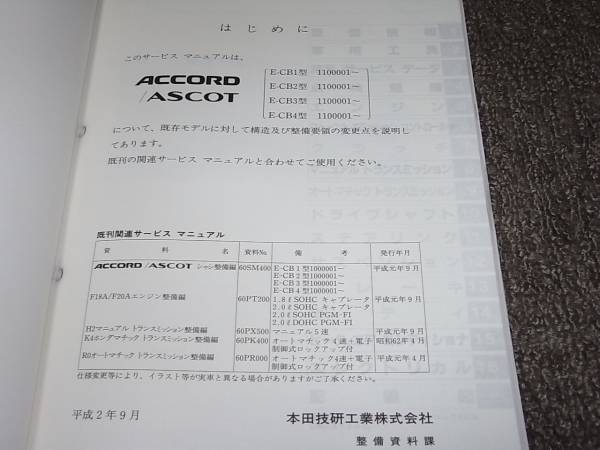 はじめに
このサービス マニュアルは、
ACCORD
/ASCOT
E-CB1型 1100001〜
E-CB2型 1100001〜
E-CB3型 1100001〜
E-CB4型 1100001〜
について、既存モデルに対して構造及び整備要領の変更点を説明し
てあります。
既刊の関連サービス マニュアルと合わせてご使用ください。
既刊関連サービス マニュアル
資料名 資料No. 備考 発行年月
ACCORD/ASCOT シャシ整備編 60SM400 E-CB1型1000001〜 平成元年9月
E-CB2型1000001〜
E-CB3型1000001〜
E-CB4型1000001〜
F18A/F20Aエンジン整備編 60PT200 1.8ℓSOHC キャブレータ 平成元年9月
2.0ℓSOHC キャブレータ
2.0ℓSOHC PGM-FI
2.0ℓDOHC PGM-FI
H2マニュアル トランスミッション整備編 60PX500 マニュアル5速
K4ホンダマチック トランスミッション整備編 60PK400 オートマチック4速+電子 昭和62年4月
制御式ロックアップ付
R0オートマチック トランスミッション整備編 60PR000 オートマチック4速+電子 平成元年4月
制御式ロックアップ付
仕様変更等により、イラスト等が実車と異なる場合がありますがご了承ください。
平成2年9月
本田技研工業株式会社
整備資料課